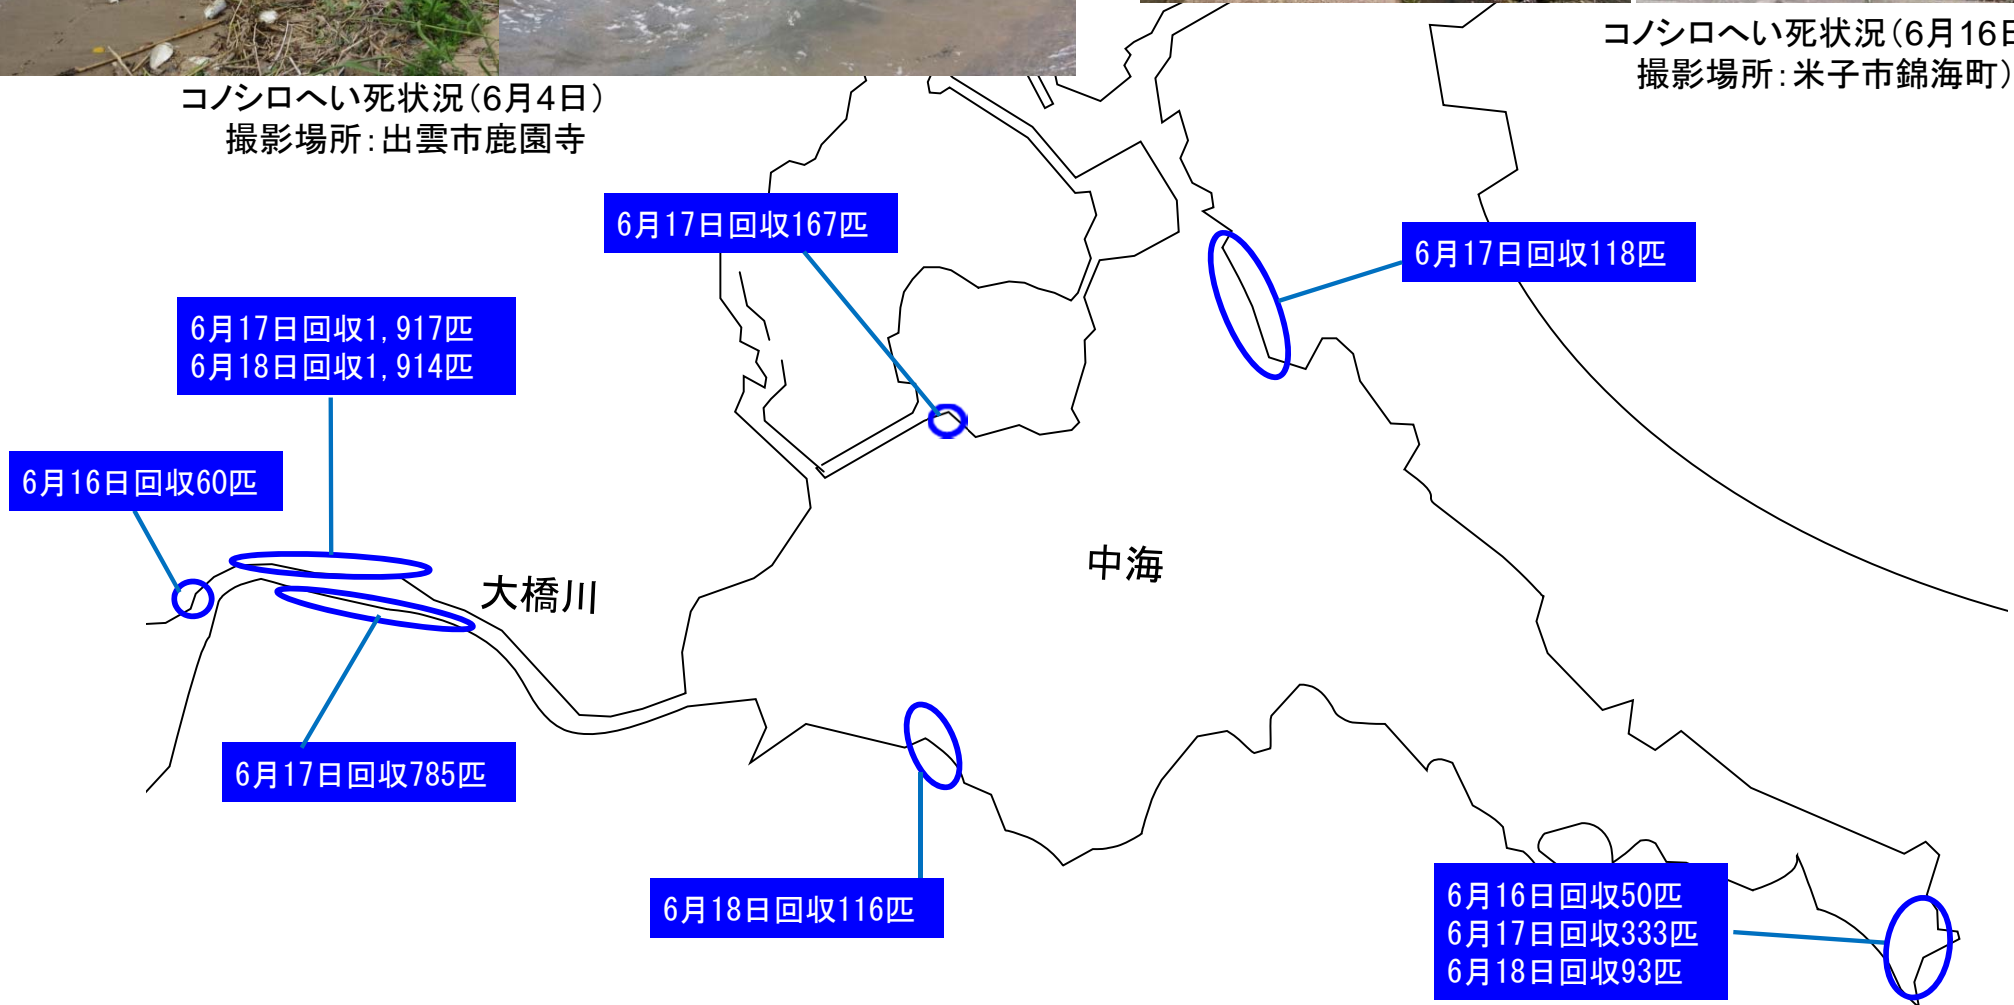 コノシロへい死状況(6月16日
撮影場所:米子市錦海町)
コノシロへい死状況(6月4日)
撮影場所:出雲市鹿園寺
6月17日回収167匹
6月17日回収118匹
6月17日回収1,917匹
6月18日回収1,914匹
6月16日回収60匹
中海
大橋川
6月17日回収785匹
6月18日回収116匹
6月16日回収50匹
6月17日回収333匹
6月18日回収93匹